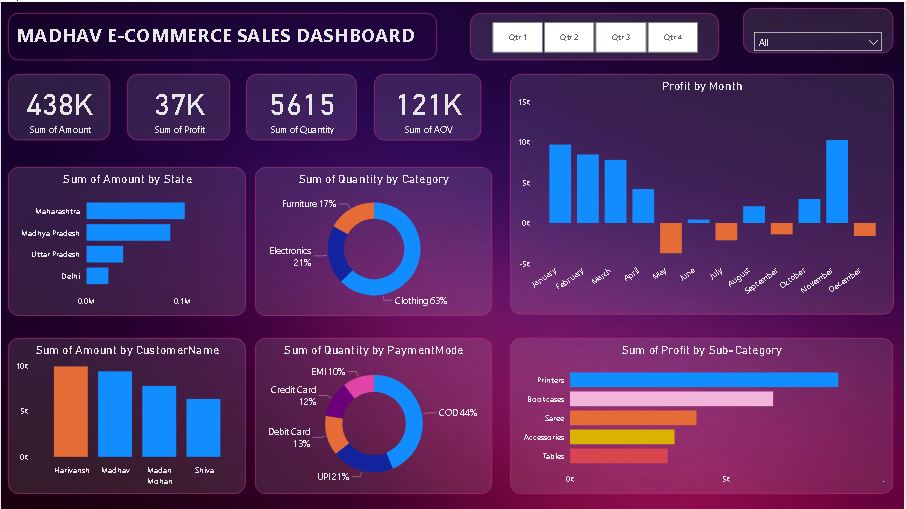 MADHAV E-COMMERCE SALES DASHBOARD
Qtr 1
Qtr 2
Qtr 3
Qtr 4
All
438K
Sum of Amount
37K
Sum of Profit
5615
Sum of Quantity
121K
Sum of AOV
Profit by Month
15K
10K
5K
0K
-5K
January
February
March
April
May
June
July
August
September
October
November
December
Sum of Amount by State
Maharashtra
Madhya Pradesh
Uttar Pradesh
Delhi
0.0M
0.1M
Sum of Quantity by Category
Furniture 17%
Electronics
21%
Clothing 63%
Sum of Amount by CustomerName
10K
5K
0K
Harivansh
Madhav
Madan
Mohan
Shiva
Sum of Quantity by PaymentMode
EMI 10%
Credit Card
12%
COD 44%
Debit Card
13%
UPI 21%
Sum of Profit by Sub-Category
Printers
Bookcases
Saree
Accessories
Tables
0K
5K